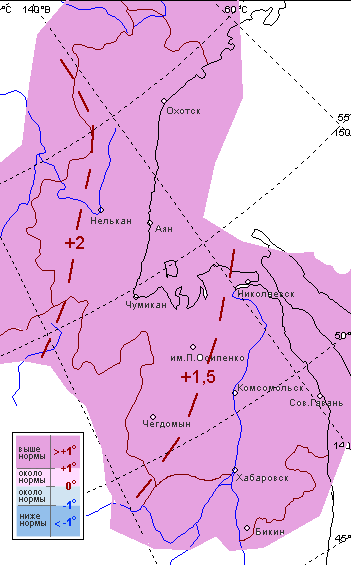 °С 140°В 60°С
55°
150
Охотск
Нелькан
Аян
+2
Чумикан
Николаевск
50°
им.П.Осипенко
+1,5
Комсомольск
Сов.Гавань
Чегдомын
140
выше нормы >+1°
+1°
около нормы 0°
около нормы -1°
ниже нормы <-1°
Хабаровск
Бикин
45°